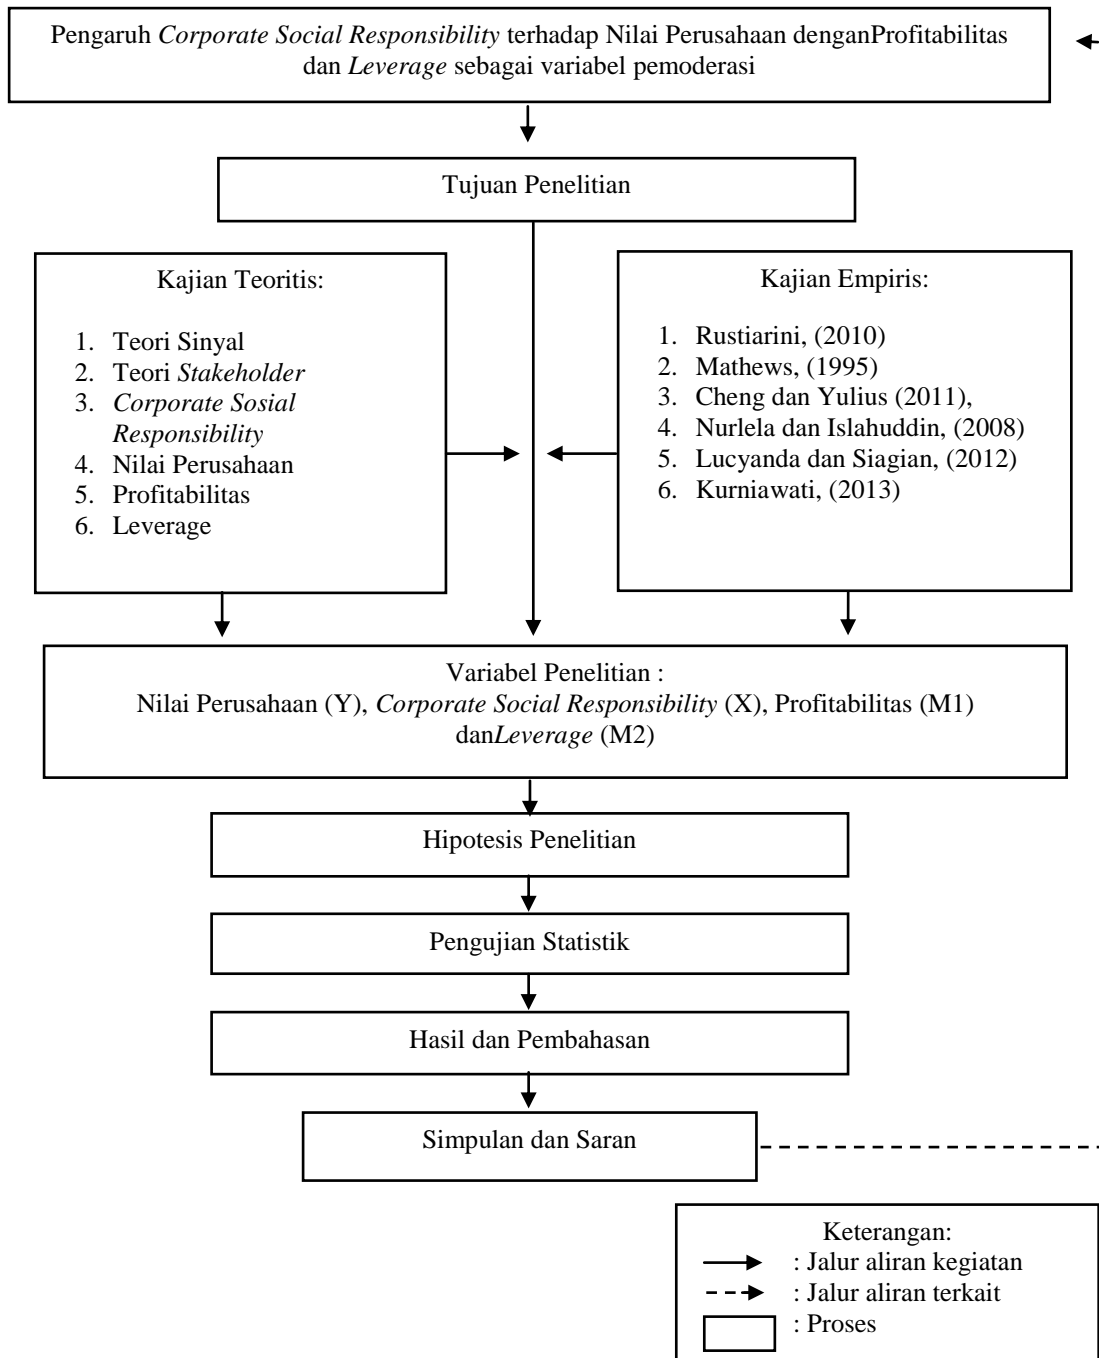 Pengaruh Corporate Social Responsibility terhadap Nilai Perusahaan denganProfitabilitas
dan Leverage sebagai variabel pemoderasi
Tujuan Penelitian
Kajian Teoritis:
1. Teori Sinyal
2. Teori Stakeholder
3. Corporate Sosial
Responsibility
4. Nilai Perusahaan
5. Profitabilitas
6. Leverage
Kajian Empiris:
1. Rustiarini, (2010)
2. Mathews, (1995)
3. Cheng dan Yulius (2011),
4. Nurlela dan Islahuddin, (2008)
5. Lucyanda dan Siagian, (2012)
6. Kurniawati, (2013)
Variabel Penelitian :
Nilai Perusahaan (Y), Corporate Social Responsibility (X), Profitabilitas (M1)
danLeverage (M2)
Hipotesis Penelitian
Pengujian Statistik
Hasil dan Pembahasan
Simpulan dan Saran
Keterangan:
: Jalur aliran kegiatan
: Jalur aliran terkait
: Proses